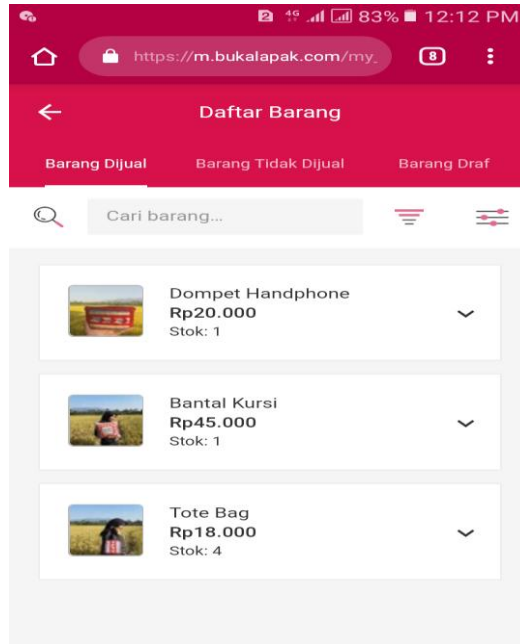 2 4G 83% 12:12 PM
https://m.bukalapak.com/my_ 8
Daftar Barang
Barang Dijual Barang Tidak Dijual Barang Draf
Cari barang...
Dompet Handphone
Rp20.000
Stok: 1
Bantal Kursi
Rp45.000
Stok: 1
Tote Bag
Rp18.000
Stok: 4